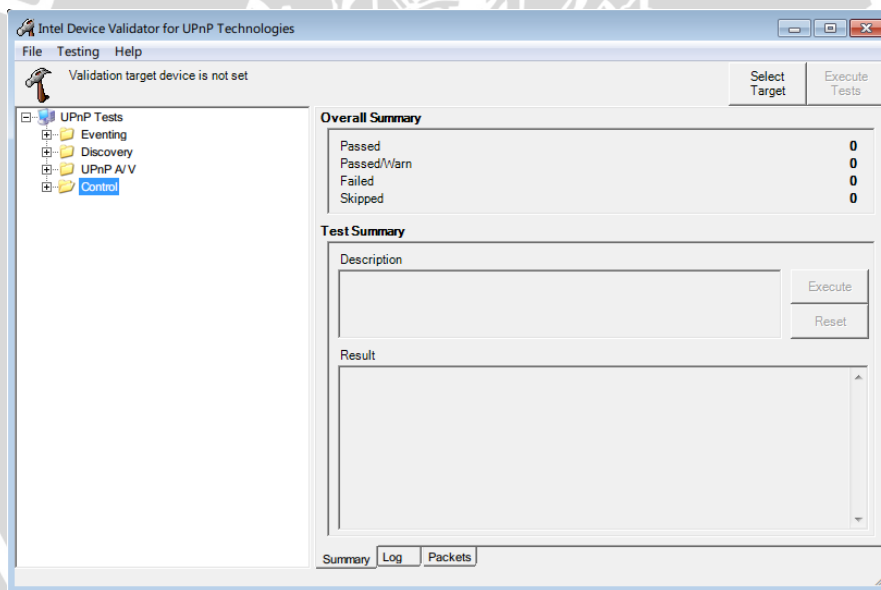 Intel Device Validator for UPnP Technologies
File Testing Help
Validation target device is not set
Select Target
Execute Tests
UPnP Tests
Eventing
Discovery
UPnP A/V
Control
Overall Summary
Passed 0
Passed/Warn 0
Failed 0
Skipped 0
Test Summary
Description
Execute
Reset
Result
Summary Log Packets